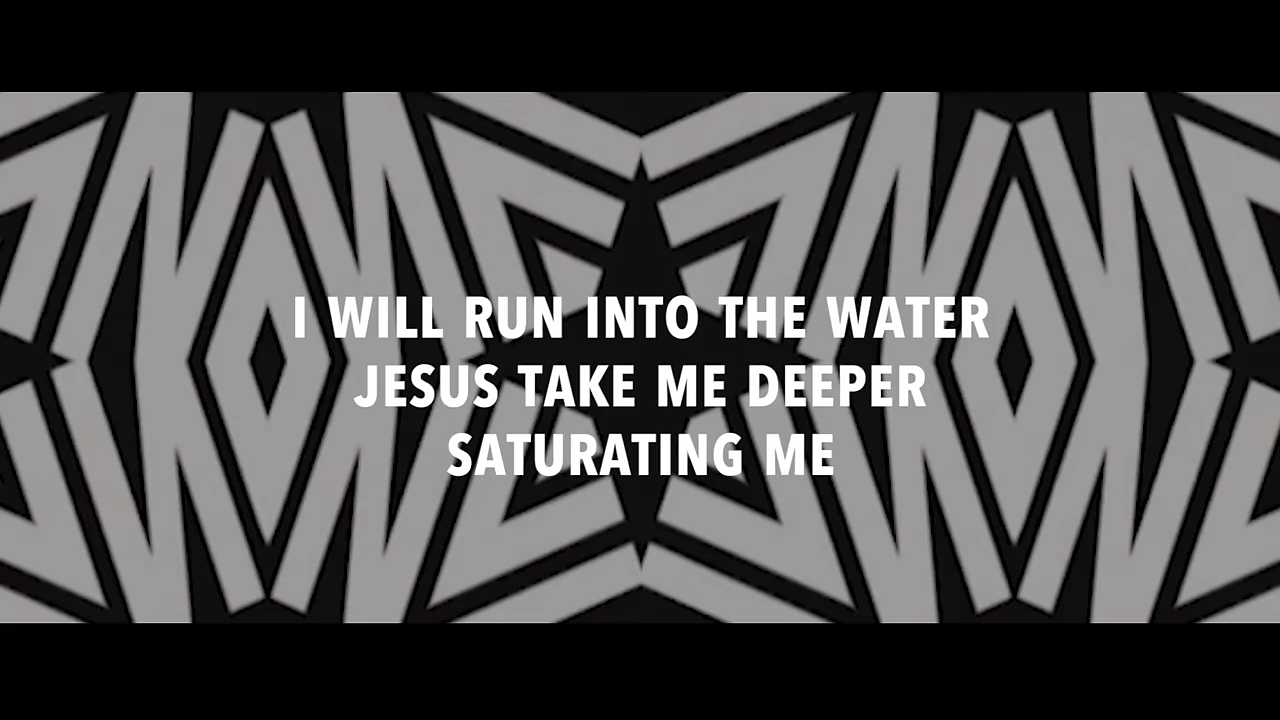 I WILL RUN INTO THE WATER
JESUS TAKE ME DEEPER
SATURATING ME